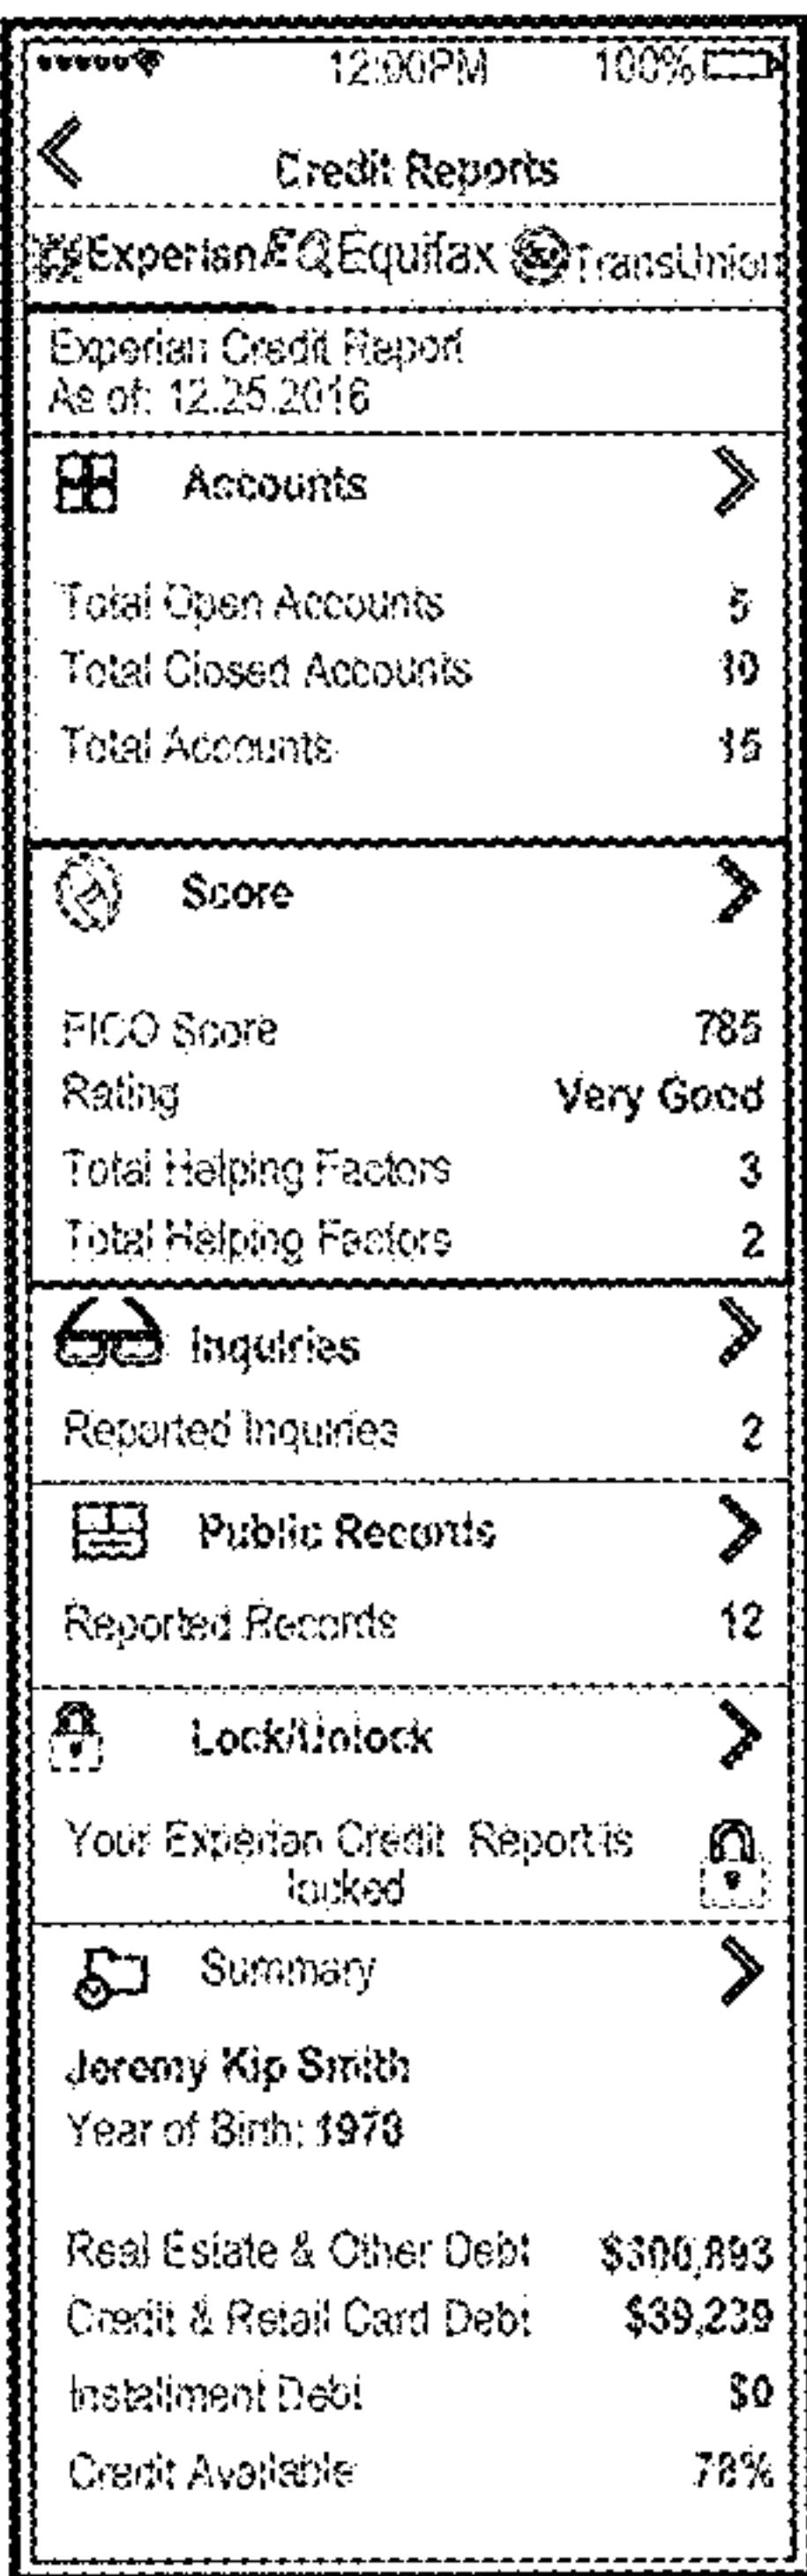 12:00PM 100%
Credit Reports
Experian EQ Equifax TransUnion
Experian Credit Report
As of: 12.25.2016
Accounts
Total Open Accounts 5
Total Closed Accounts 10
Total Accounts 15
Score
FICO Score 785
Rating Very Good
Total Helping Factors 3
Total Helping Factors 2
Inquiries
Reported Inquiries 2
Public Records
Reported Records 12
Lock/Unlock
Your Experian Credit Report is
locked
Summary
Jeremy Kip Smith
Year of Birth:
Real Estate & Other Debt
Credit & Retail Card Debt $39,239
Installment Debt $0
Credit Available 78%